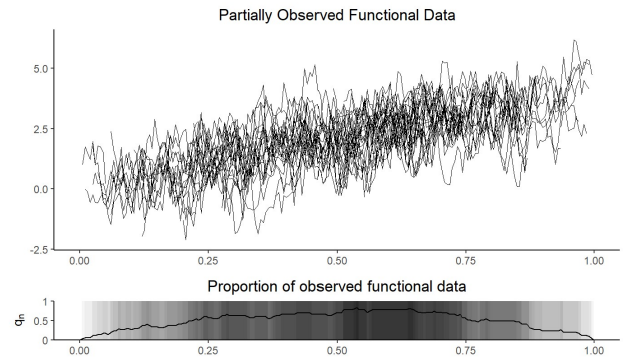 Partially Observed Functional Data
5.0
2.5
0.0
-2.5
0.00 0.25 0.50 0.75 1.00
Proportion of observed functional data
qn
1
0.5
0
0.00 0.25 0.50 0.75 1.00